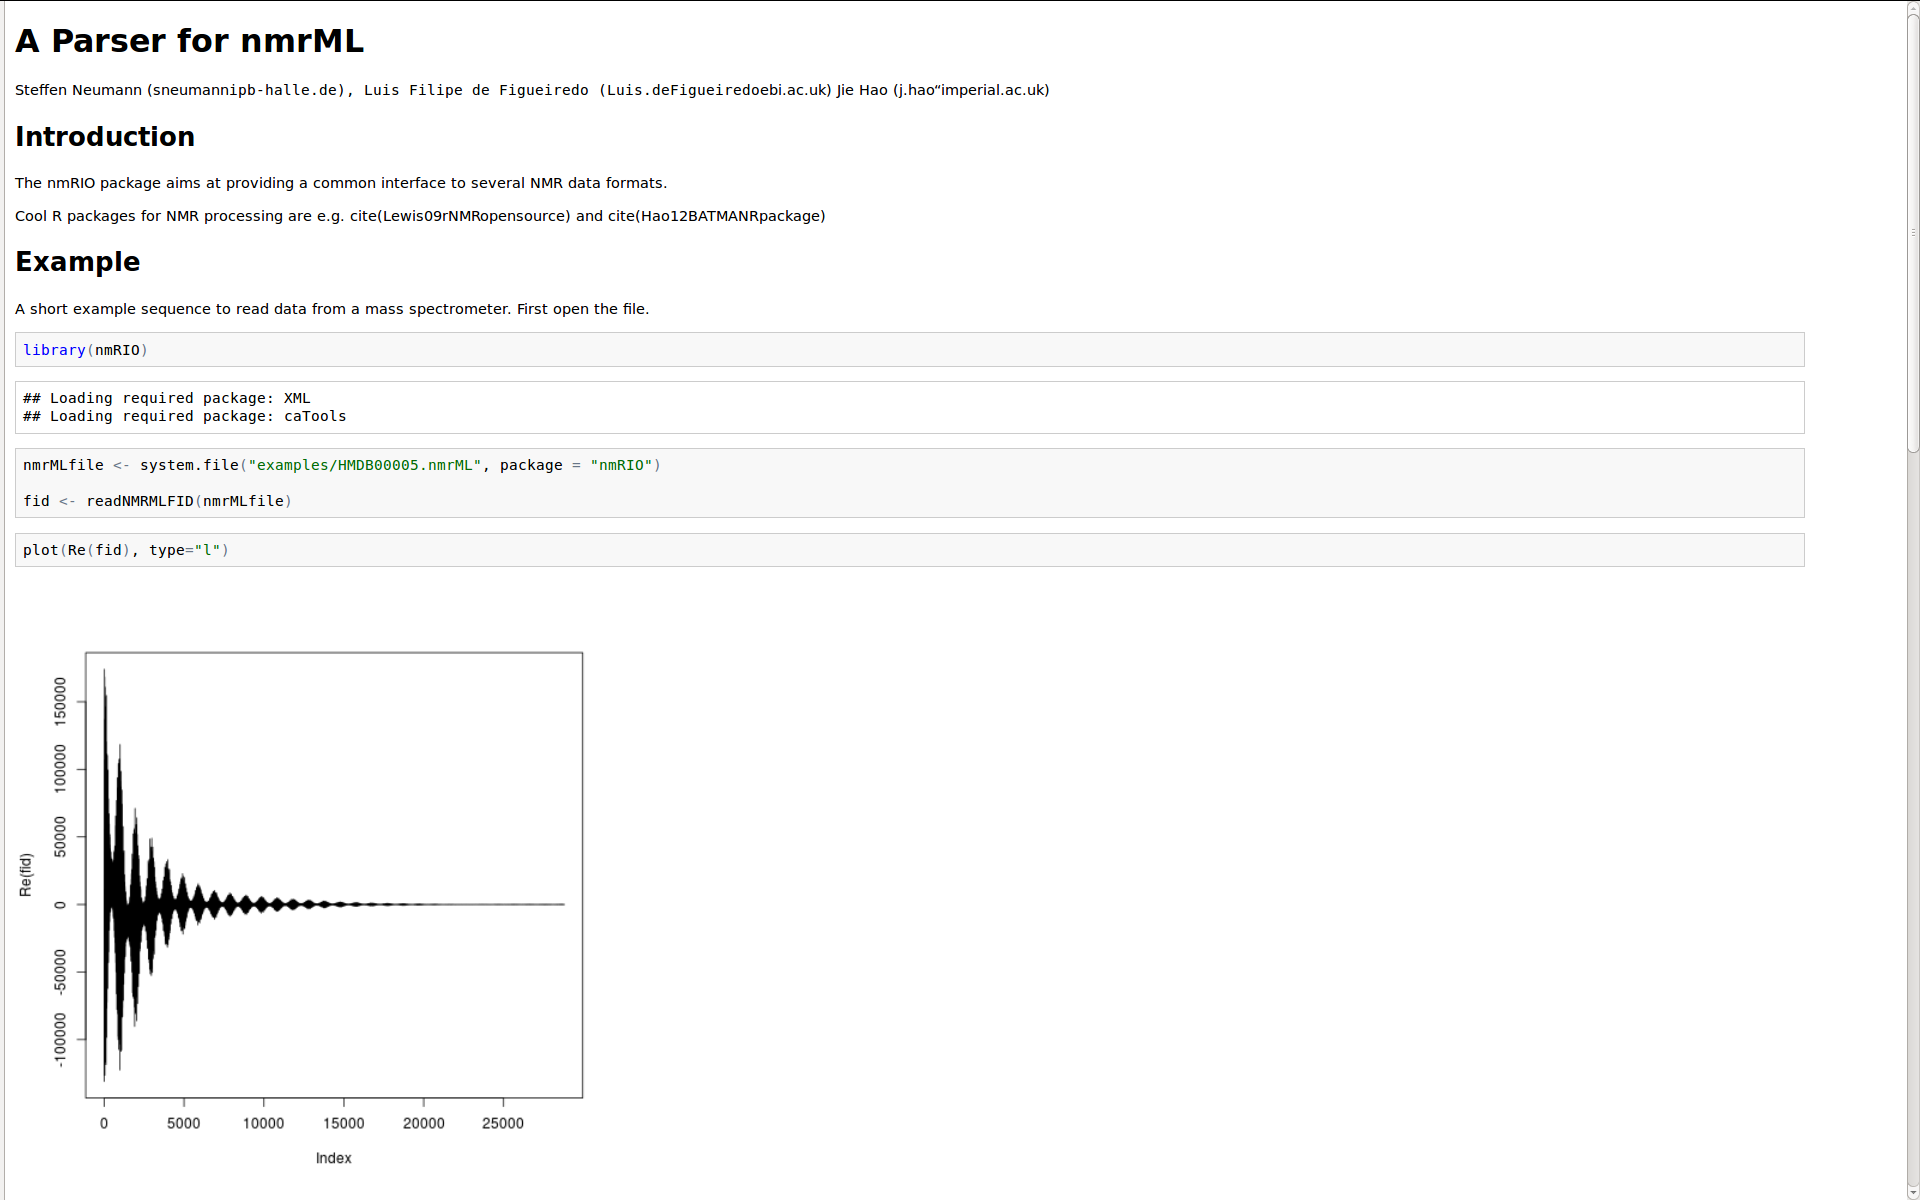 A Parser for nmrML
Steffen Neumann (sneumannipb-halle.de), Luis Filipe de Figueiredo (Luis.deFigueiredoebi.ac.uk) Jie Hao (j.hao“imperial.ac.uk)
Introduction
The nmRIO package aims at providing a common interface to several NMR data formats.
Cool R packages for NMR processing are e.g. cite(Lewis09rNMRopensource) and cite(Hao12BATMANRpackage)
Example
A short example sequence to read data from a mass spectrometer. First open the file.
library(nmRIO)
## Loading required package: XML
## Loading required package: caTools
nmrMLfile <- system.file("examples/HMDB00005.nmrML", package = "nmRIO")
fid <- readNMRMLFID(nmrMLfile)
plot(Re(fid), type="l")
150000
100000
50000
0
-50000
-100000
Re(fid)
0 5000 10000 15000 20000 25000
Index